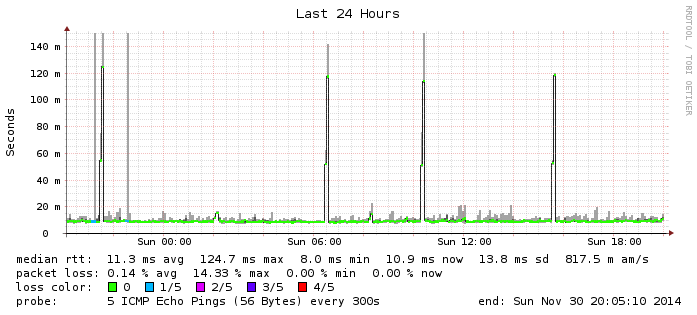 Last 24 Hours
RRDTOOL / TOBI OETIKER
Seconds
140 m
120 m
100 m
80 m
60 m
40 m
20 m
0
Sun 00:00 Sun 06:00 Sun 12:00 Sun 18:00
median rtt: 11.3 ms avg 124.7 ms max 8.0 ms min 10.9 ms now 13.8 ms sd 817.5 m am/s
packet loss: 0.14 % avg 14.33 % max 0.00 % min 0.00 % now
loss color: 0 1/5 2/5 3/5 4/5
probe: 5 ICMP Echo Pings (56 Bytes) every 300s end: Sun Nov 30 20:05:10 2014